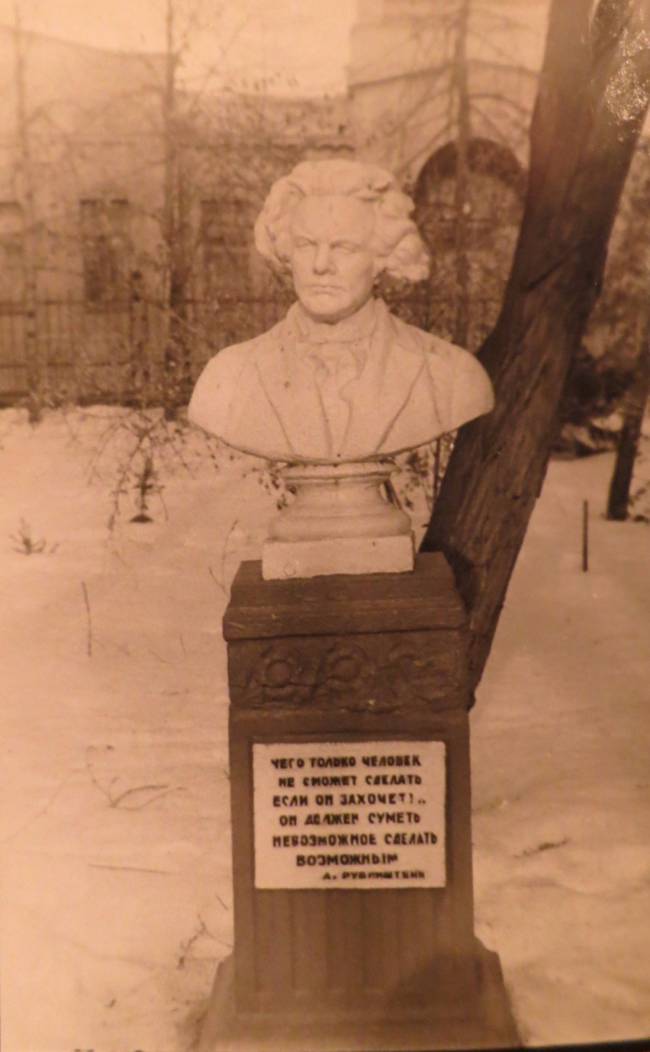 ЧЕГО ТОЛЬКО ЧЕЛОВЕК
НЕ СМОЖЕТ СДЕЛАТЬ
ЕСЛИ ОН ЗАХОЧЕТ!..
ОН ДОЛЖЕН СУМЕТЬ
НЕВОЗМОЖНОЕ СДЕЛАТЬ
ВОЗМОЖНЫМ
А. РУБИНШТЕЙН